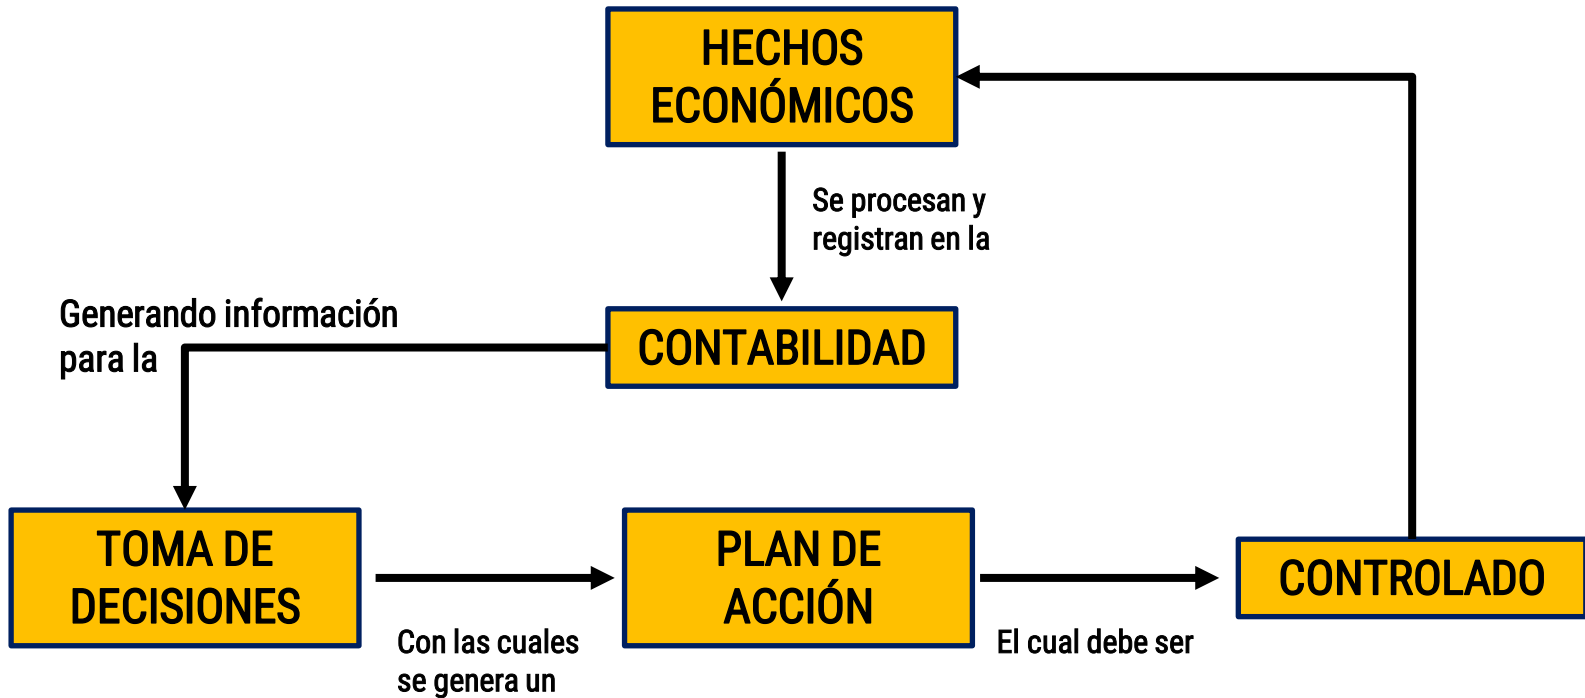 HECHOS
ECONÓMICOS
Se procesan y
registran en la
CONTABILIDAD
Generando información
para la
TOMA DE
DECISIONES
Con las cuales
se genera un
PLAN DE
ACCIÓN
El cual debe ser
CONTROLADO